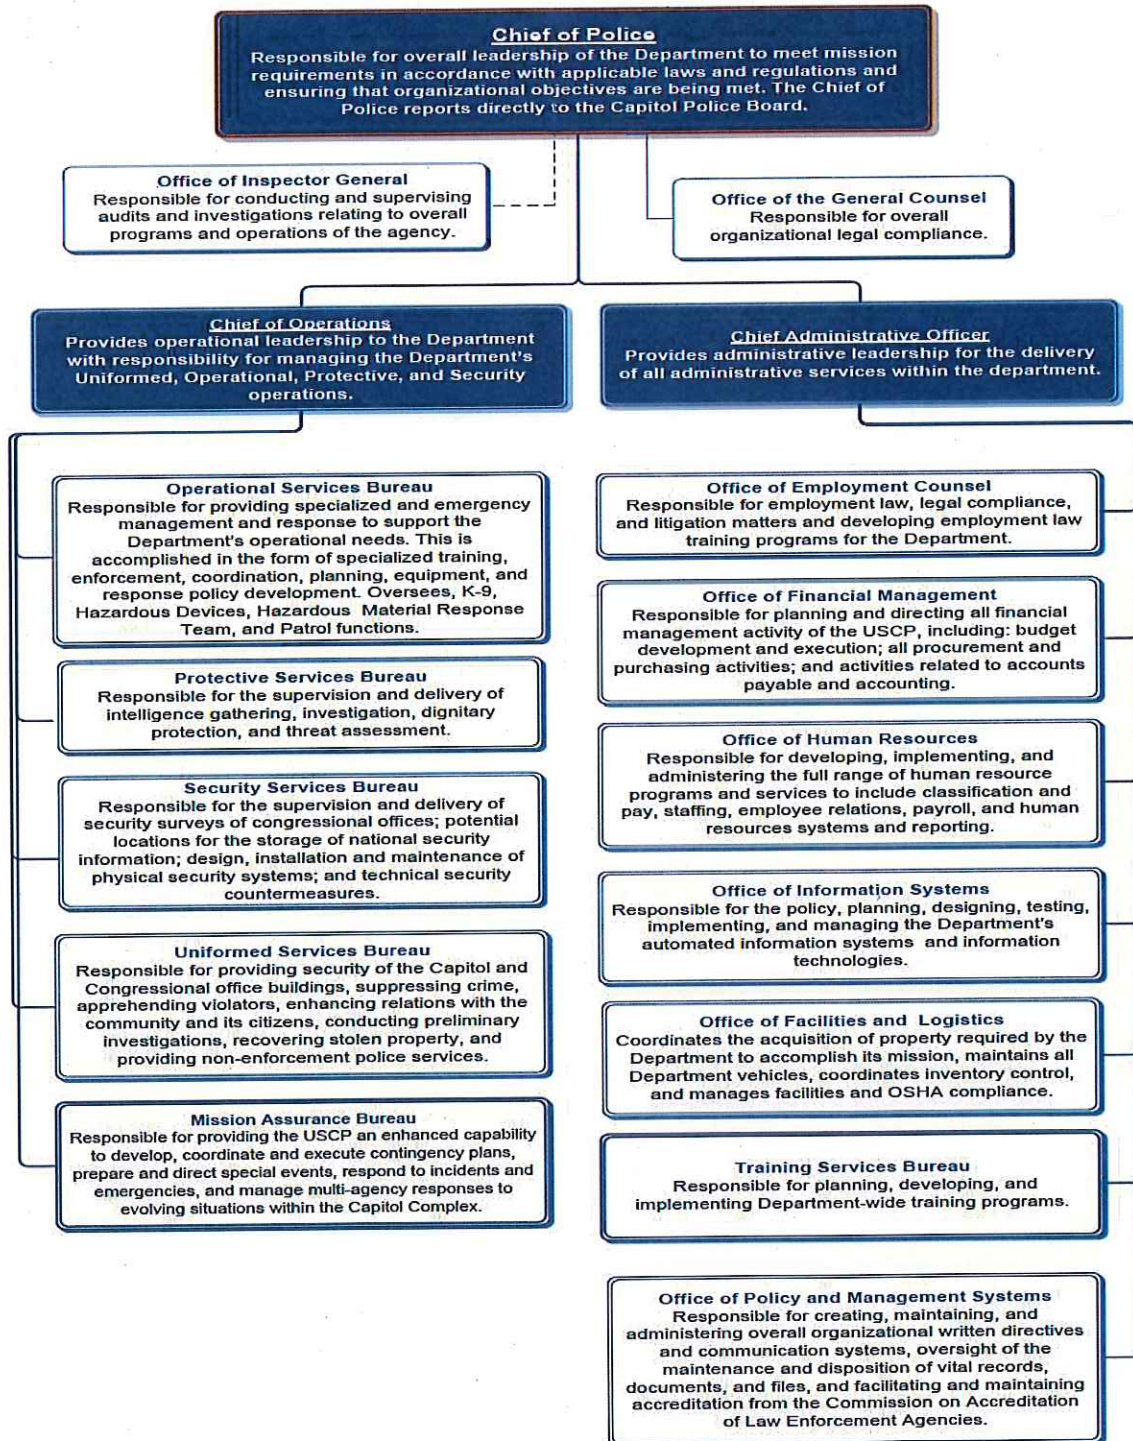 Chief of Police
Responsible for overall leadership of the Department to meet mission
requirements in accordance with applicable laws and regulations and
ensuring that organizational objectives are being met. The Chief of
Police reports directly to the Capitol Police Board.
Office of Inspector General
Responsible for conducting and supervising
audits and investigations relating to overall
programs and operations of the agency.
Office of the General Counsel
Responsible for overall
organizational legal compliance.
Chief of Operations
Provides operational leadership to the Department
with responsibility for managing the Department's
Uniformed, Operational, Protective, and Security
operations.
Chief Administrative Officer
Provides administrative leadership for the delivery
of all administrative services within the department.
Operational Services Bureau
Responsible for providing specialized and emergency
management and response to support the
Department's operational needs. This is
accomplished in the form of specialized training,
enforcement, coordination, planning, equipment, and
response policy development. Oversees, K-9,
Hazardous Devices, Hazardous Material Response
Team, and Patrol functions.
Protective Services Bureau
Responsible for the supervision and delivery of
intelligence gathering, investigation, dignitary
protection, and threat assessment.
Security Services Bureau
Responsible for the supervision and delivery of
security surveys of congressional offices; potential
locations for the storage of national security
information; design, installation and maintenance of
physical security systems; and technical security
countermeasures.
Uniformed Services Bureau
Responsible for providing security of the Capitol and
Congressional office buildings, suppressing crime,
apprehending violators, enhancing relations with the
community and its citizens, conducting preliminary
investigations, recovering stolen property, and
providing non-enforcement police services.
Mission Assurance Bureau
Responsible for providing the USCP an enhanced capability
to develop, coordinate and execute contingency plans,
prepare and direct special events, respond to incidents and
emergencies, and manage multi-agency responses to
evolving situations within the Capitol Complex.
Office of Employment Counsel
Responsible for employment law, legal compliance,
and litigation matters and developing employment law
training programs for the Department.
Office of Financial Management
Responsible for planning and directing all financial
management activity of the USCP, including: budget
development and execution; all procurement and
purchasing activities; and activities related to accounts
payable and accounting.
Office of Human Resources
Responsible for developing, implementing, and
administering the full range of human resource
programs and services to include classification and
pay, staffing, employee relations, payroll, and human
resources systems and reporting.
Office of Information Systems
Responsible for the policy, planning, designing, testing,
implementing, and managing the Department's
automated information systems and information
technologies.
Office of Facilities and Logistics
Coordinates the acquisition of property required by the
Department to accomplish its mission, maintains all
Department vehicles, coordinates inventory control,
and manages facilities and OSHA compliance.
Training Services Bureau
Responsible for planning, developing, and
implementing Department-wide training programs.
Office of Policy and Management Systems
Responsible for creating, maintaining, and
administering overall organizational written directives
and communication systems, oversight of the
maintenance and disposition of vital records,
documents, and files, and facilitating and maintaining
accreditation from the Commission on Accreditation
of Law Enforcement Agencies.